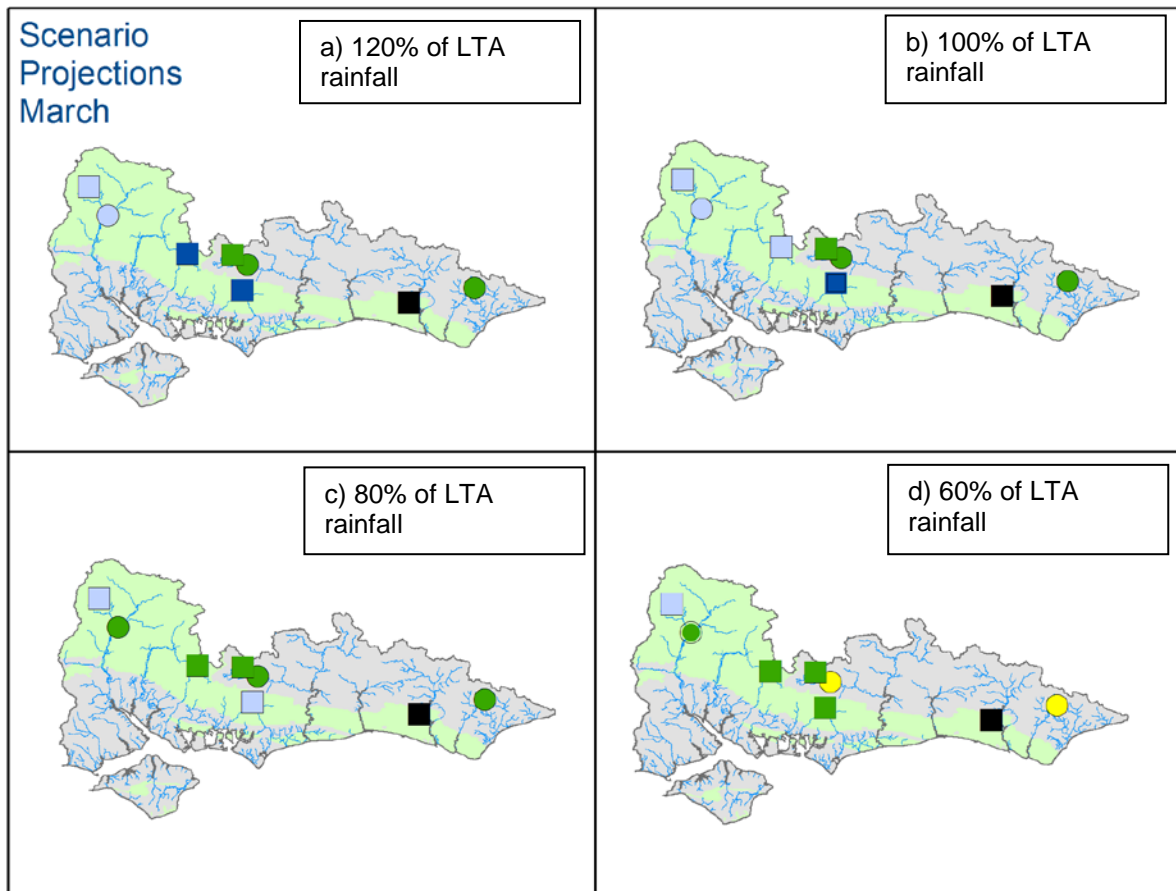 Scenario
Projections
March
a) 120% of LTA
rainfall
b) 100% of LTA
rainfall
c) 80% of LTA
rainfall
d) 60% of LTA
rainfall